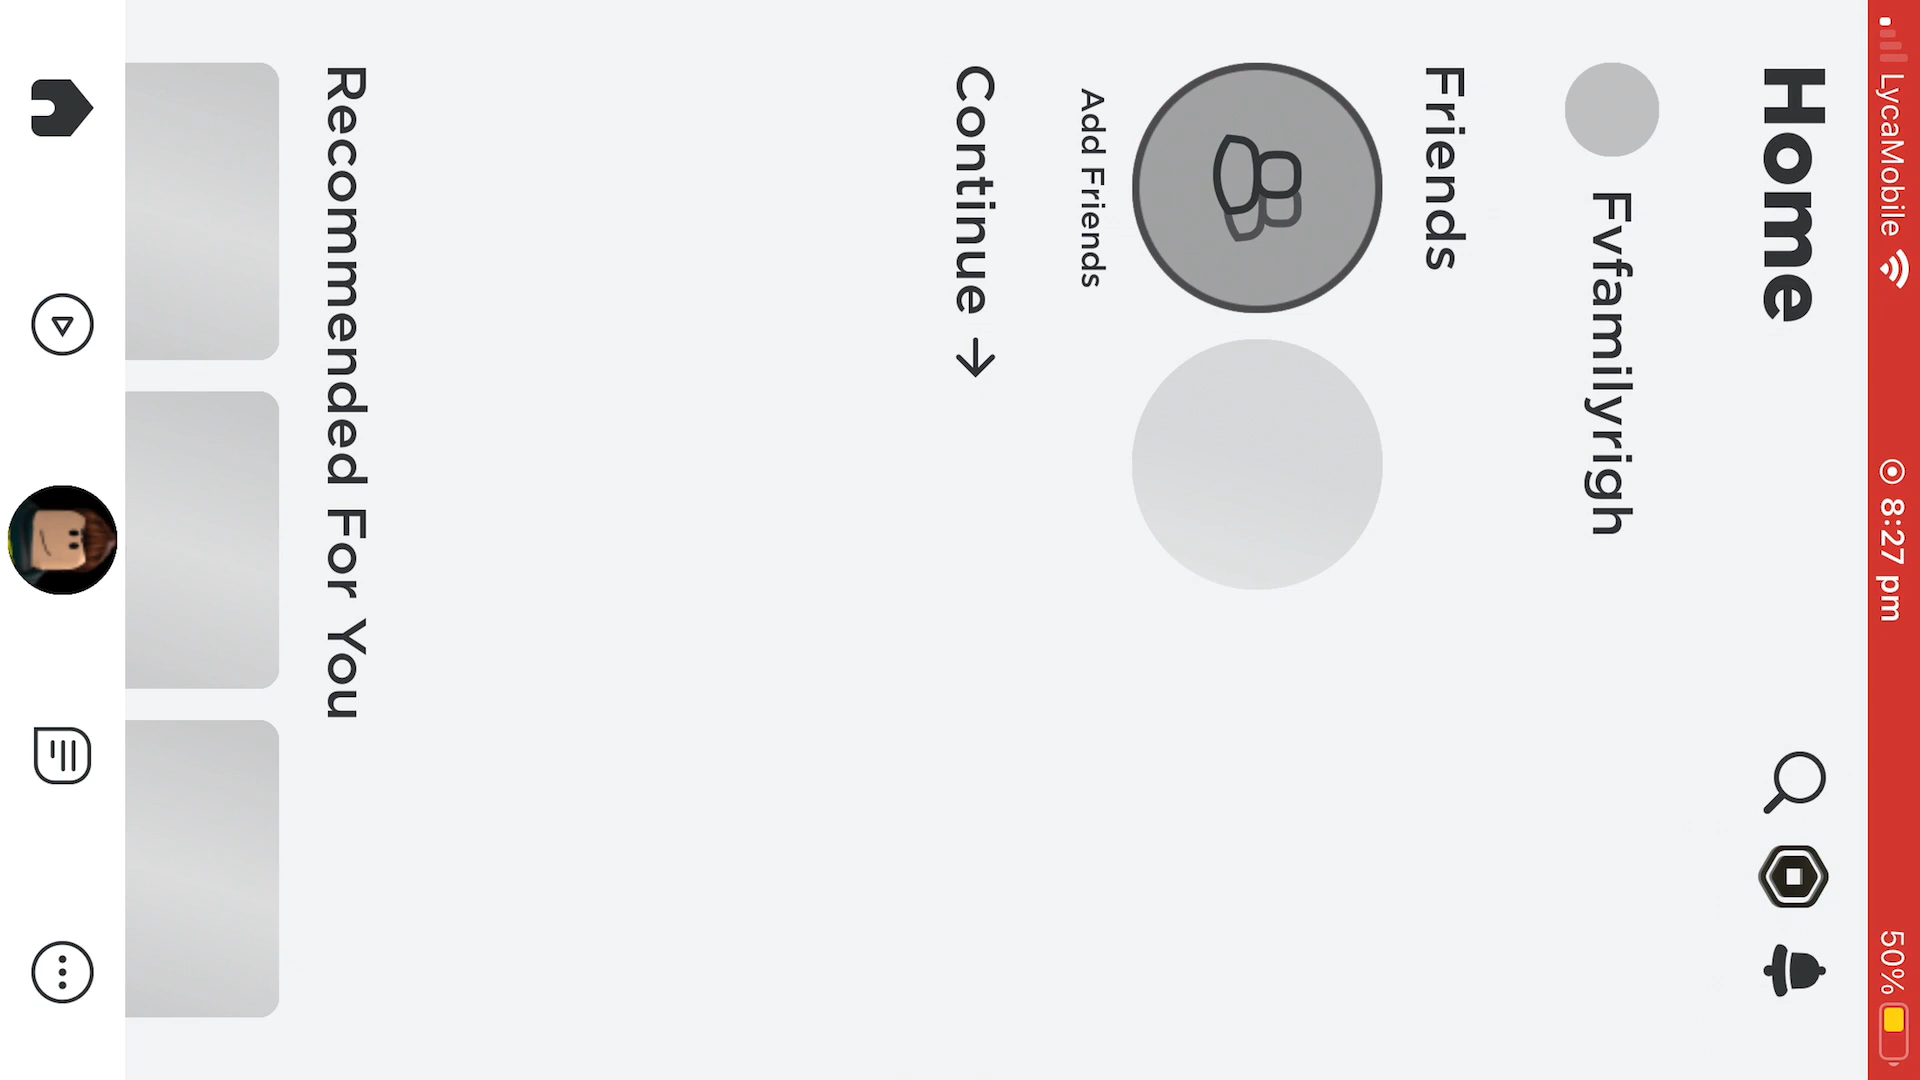 LycaMobile 8:27 pm 50%
Home
Fvfamilyrigh
Friends
Add Friends
Continue
Recommended For You